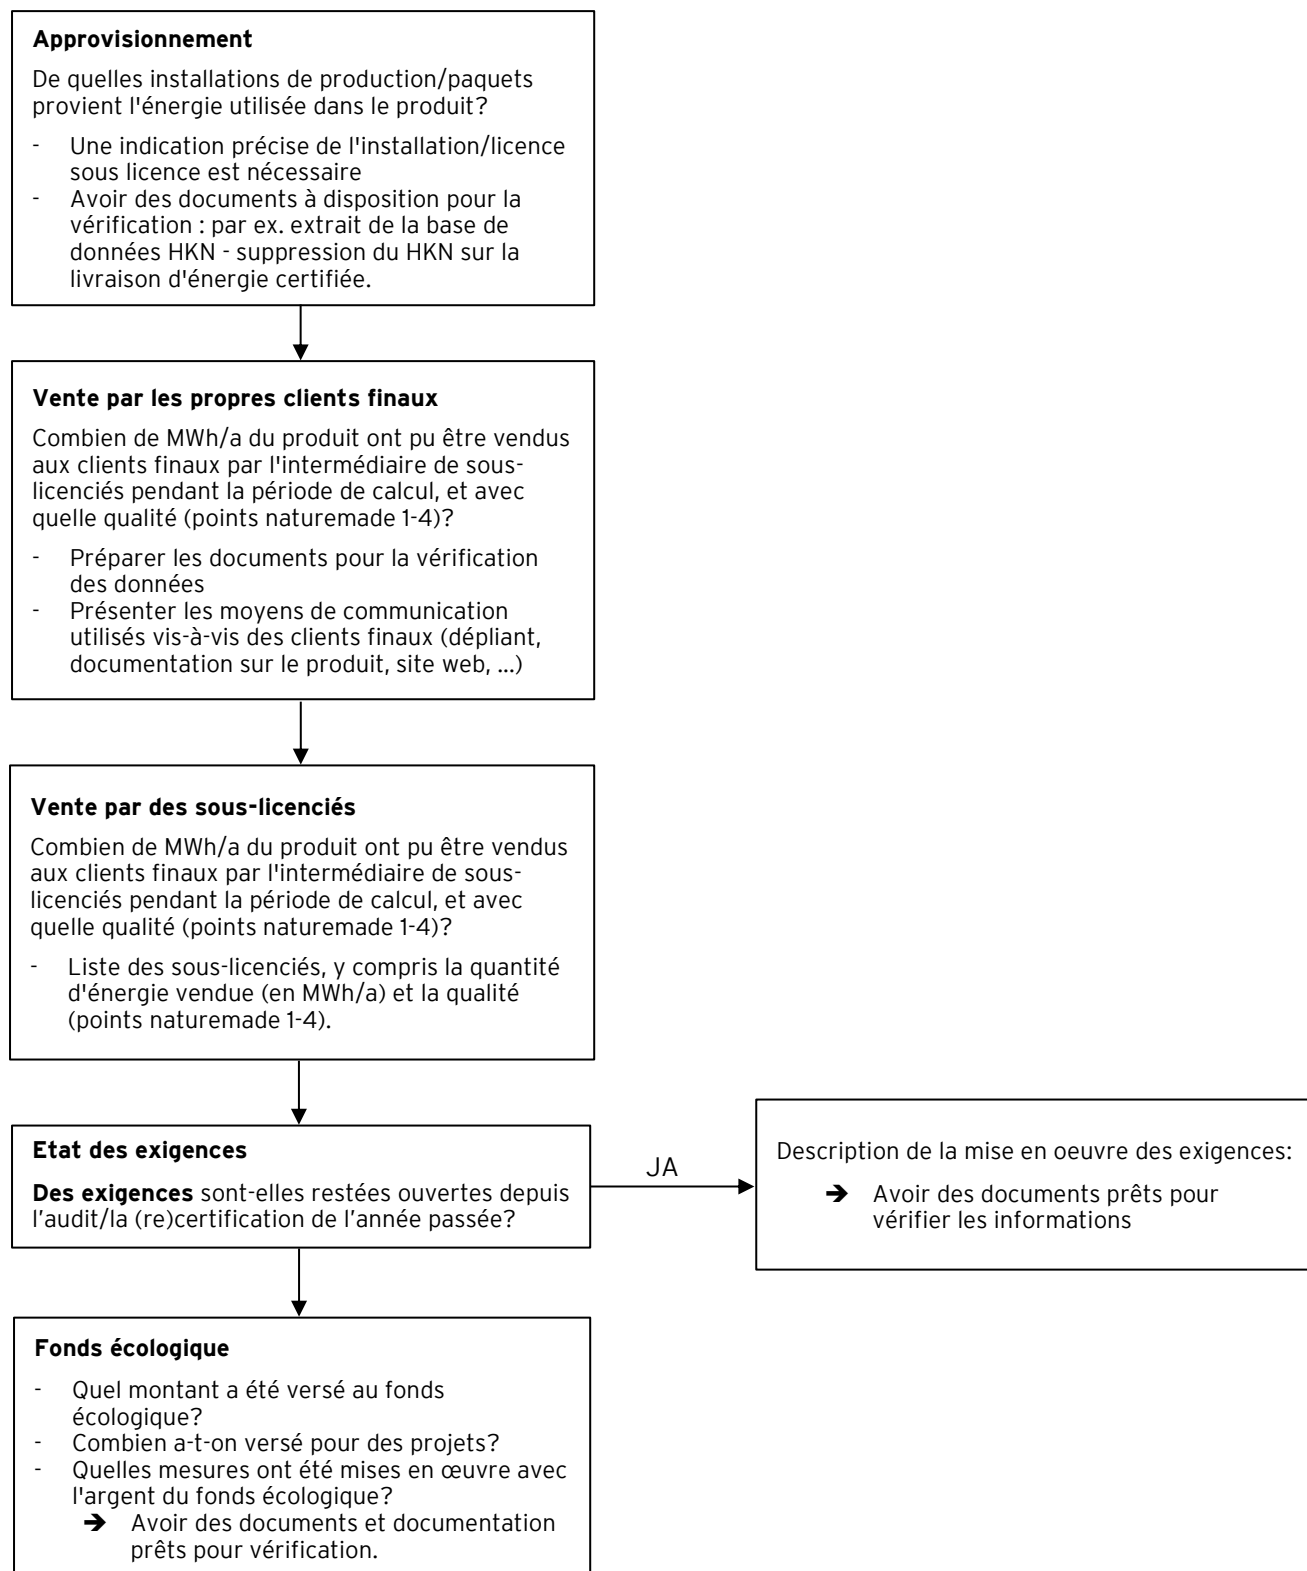 Approvisionnement
De quelles installations de production/paquets
provient l'énergie utilisée dans le produit?
- Une indication précise de l'installation/licence
sous licence est nécessaire
- Avoir des documents à disposition pour la
vérification : par ex. extrait de la base de
données HKN - suppression du HKN sur la
livraison d'énergie certifiée.
Vente par les propres clients finaux
Combien de MWh/a du produit ont pu être vendus
aux clients finaux par l'intermédiaire de sous-
licenciés pendant la période de calcul, et avec
quelle qualité (points naturemade 1-4)?
- Préparer les documents pour la vérification
des données
- Présenter les moyens de communication
utilisés vis-à-vis des clients finaux (dépliant,
documentation sur le produit, site web, ...)
Vente par des sous-licenciés
Combien de MWh/a du produit ont pu être vendus
aux clients finaux par l'intermédiaire de sous-
licenciés pendant la période de calcul, et avec
quelle qualité (points naturemade 1-4)?
- Liste des sous-licenciés, y compris la quantité
d'énergie vendue (en MWh/a) et la qualité
(points naturemade 1-4).
Etat des exigences
Des exigences sont-elles restées ouvertes depuis
l’audit/la (re)certification de l’année passée?
JA
Description de la mise en oeuvre des exigences:
➔ Avoir des documents prêts pour
vérifier les informations
Fonds écologique
- Quel montant a été versé au fonds
écologique?
- Combien a-t-on versé pour des projets?
- Quelles mesures ont été mises en œuvre avec
l'argent du fonds écologique?
➔ Avoir des documents et documentation
prêts pour vérification.